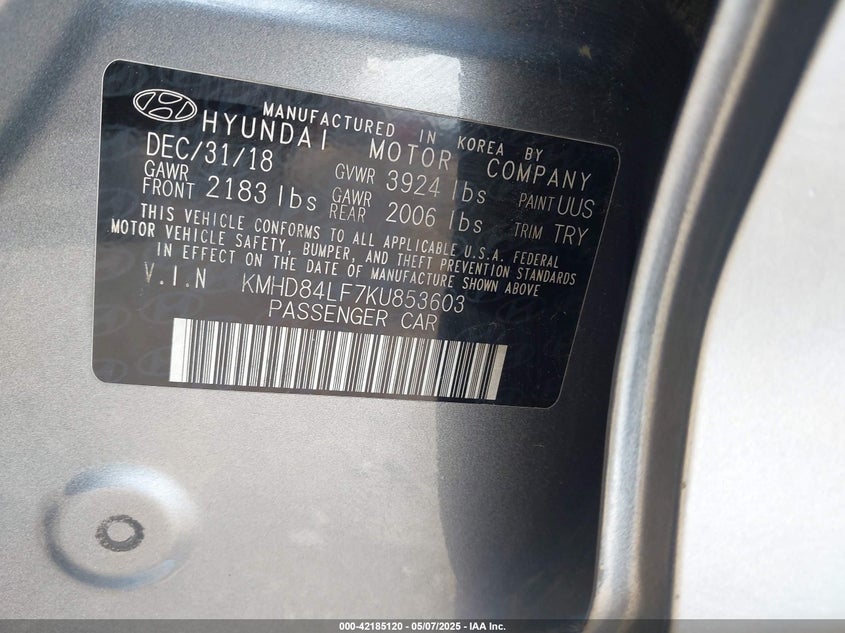 MANUFACTURED IN KOREA BY
HYUNDAI MOTOR COMPANY
DEC/31/18 GVWR 3924 lbs PAINT UUS
GAWR FRONT 2183 lbs GAWR REAR 2006 lbs TRIM TRY
THIS VEHICLE CONFORMS TO ALL APPLICABLE U.S.A. FEDERAL
MOTOR VEHICLE SAFETY, BUMPER, AND THEFT PREVENTION STANDARDS
IN EFFECT ON THE DATE OF MANUFACTURE SHOWN ABOVE
V.I.N KMHD84LF7KU853603
PASSENGER CAR
000-42185120 - 05/07/2025 - IAA Inc.